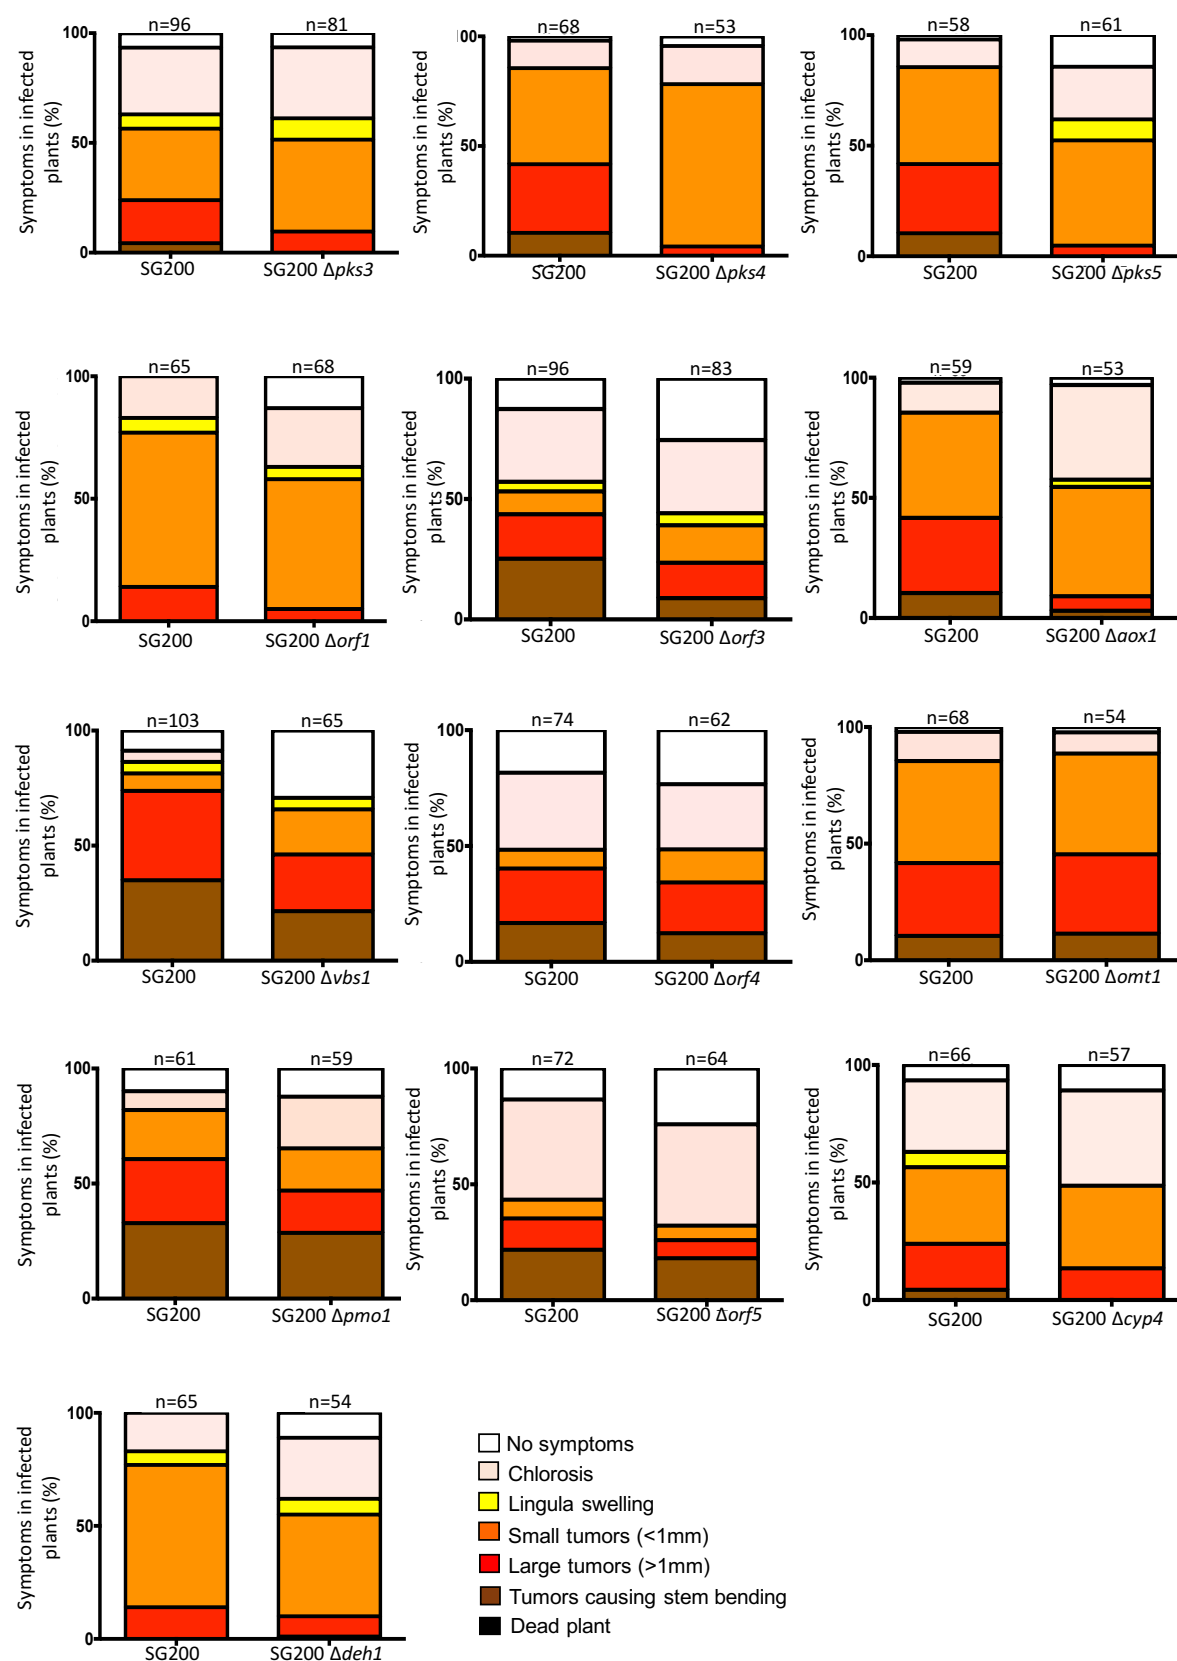 n=96 n=81
100
50
0
Symptoms in infected
plants (%)
SG200 SG200 Δpks3
n=68 n=53
100
50
0
Symptoms in infected
plants (%)
SG200 SG200 Δpks4
n=58 n=61
100
50
0
Symptoms in infected
plants (%)
SG200 SG200 Δpks5
n=65 n=68
100
50
0
Symptoms in infected
plants (%)
SG200 SG200 Δorf1
n=96 n=83
100
50
0
Symptoms in infected
plants (%)
SG200 SG200 Δorf3
n=59 n=53
100
50
0
Symptoms in infected
plants (%)
SG200 SG200 Δaox1
n=103 n=65
100
50
0
Symptoms in infected
plants (%)
SG200 SG200 Δvbs1
n=74 n=62
100
50
0
Symptoms in infected
plants (%)
SG200 SG200 Δorf4
n=68 n=54
100
50
0
Symptoms in infected
plants (%)
SG200 SG200 Δomt1
n=61 n=59
100
50
0
Symptoms in infected
plants (%)
SG200 SG200 Δpmo1
n=72 n=64
100
50
0
Symptoms in infected
plants (%)
SG200 SG200 Δorf5
n=66 n=57
100
50
0
Symptoms in infected
plants (%)
SG200 SG200 Δcyp4
n=65 n=54
100
50
0
Symptoms in infected
plants (%)
SG200 SG200 Δdeh1
No symptoms
Chlorosis
Lingula swelling
Small tumors (<1mm)
Large tumors (>1mm)
Tumors causing stem bending
Dead plant